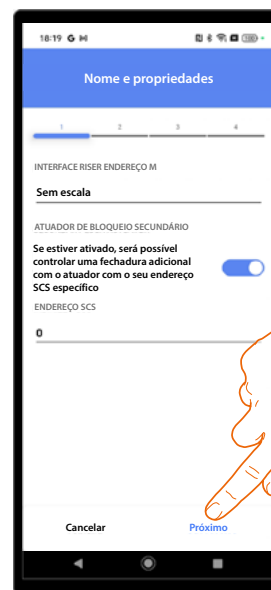 18:19 G M 100
Nome e propriedades
1 2 3 4
INTERFACE RISER ENDEREÇO M
Sem escala
ATUADOR DE BLOQUEIO SECUNDÁRIO
Se estiver ativado, será possível
controlar uma fechadura adicional
com o atuador com o seu endereço
SCS específico
ENDEREÇO SCS
0
Cancelar Próximo